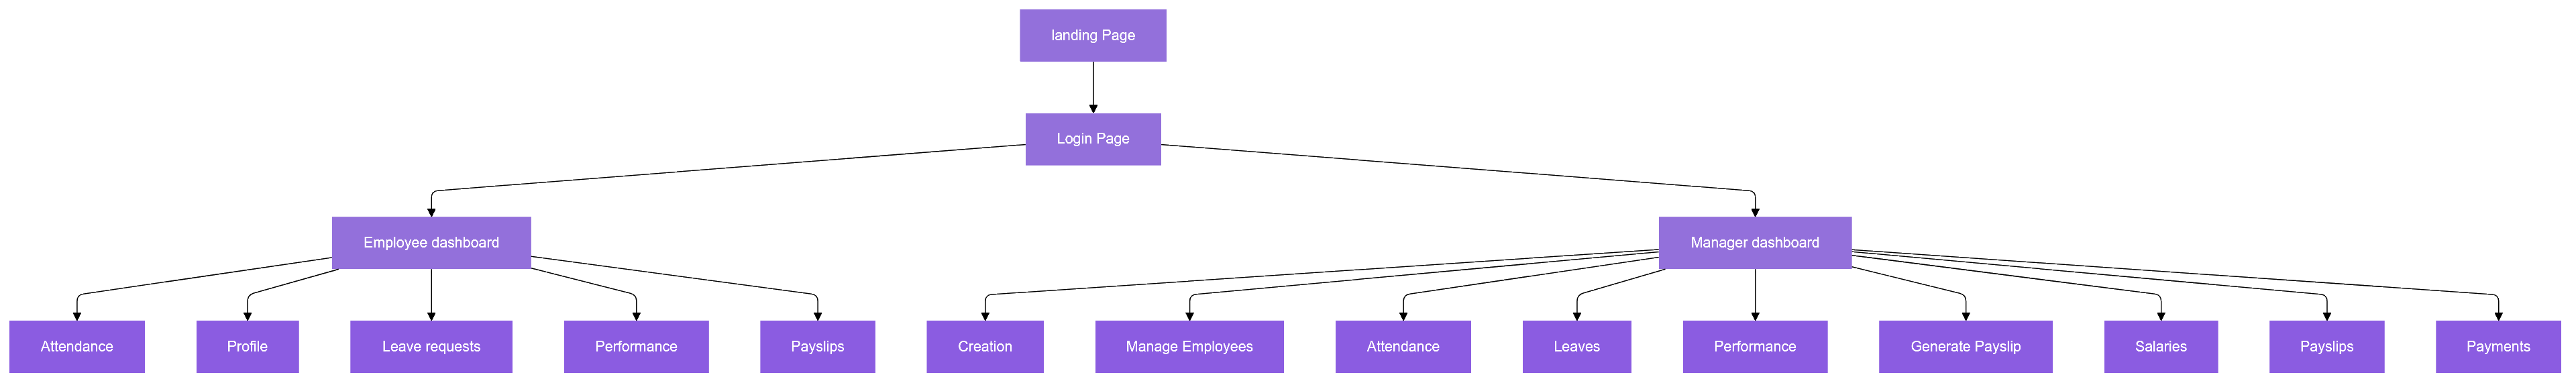 landing Page
Login Page
Employee dashboard
Manager dashboard
Attendance
Profile
Leave requests
Performance
Payslips
Creation
Manage Employees
Attendance
Leaves
Performance
Generate Payslip
Salaries
Payslips
Payments